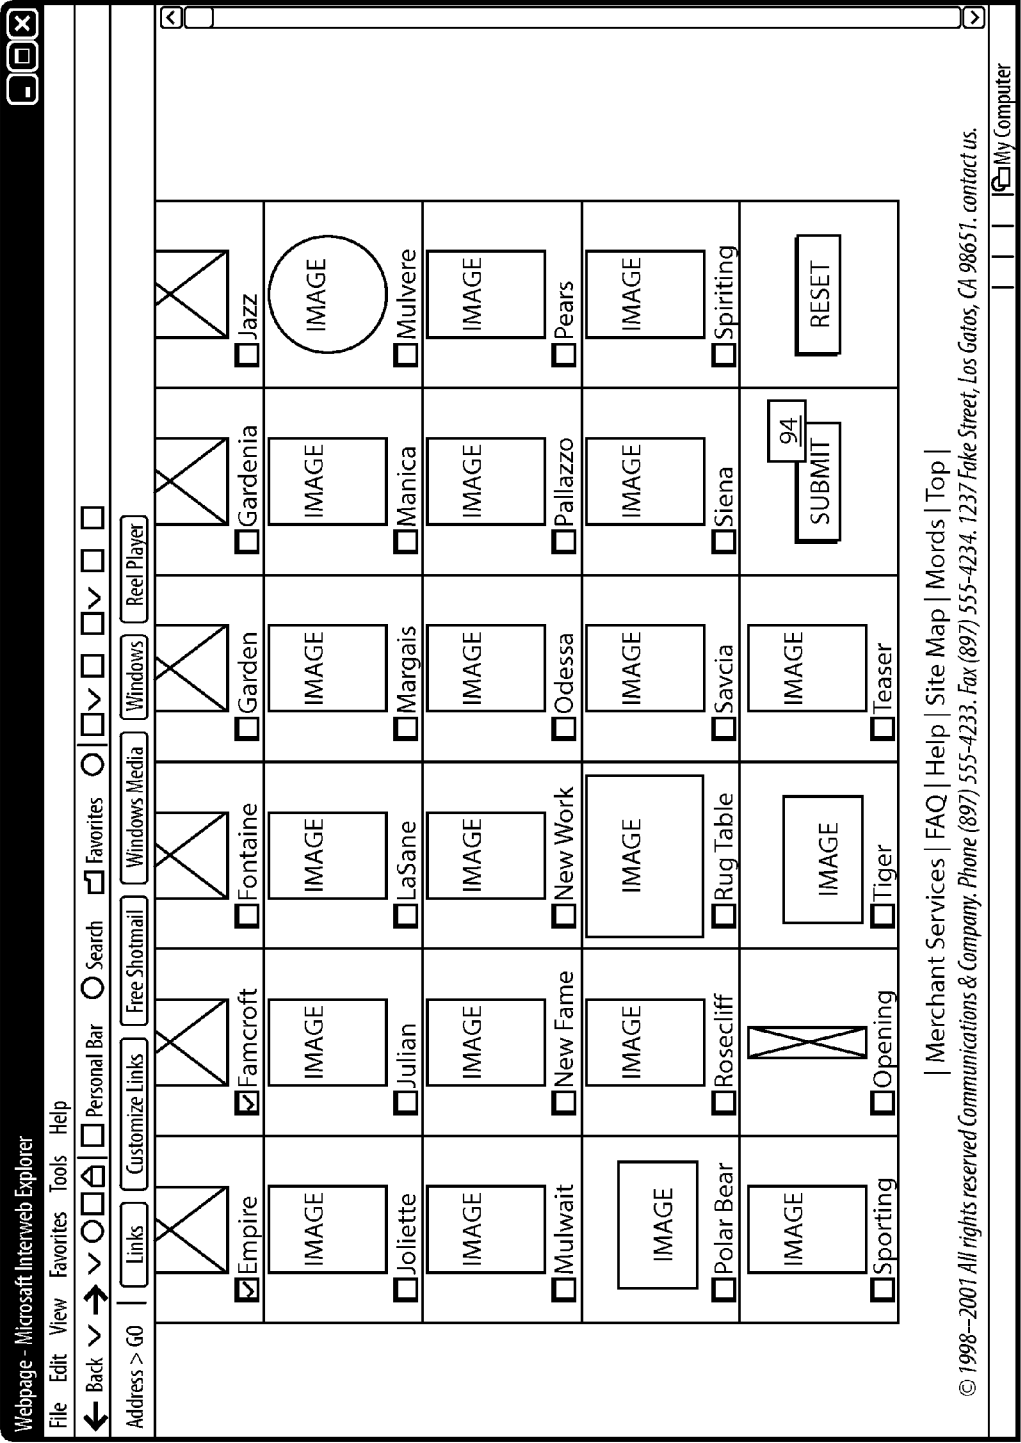 Webpage - Microsaft Interweb Explorer
File Edit View Favorites Tools Help
Back Personal Bar Search Favorites
Address > GO Links Customize Links Free Shotmail Windows Media Windows Reel Player
Empire Famcroft Fontaine Garden Gardenia Jazz
IMAGE IMAGE IMAGE IMAGE IMAGE IMAGE
Joliette Julian LaSane Margais Manica Mulvere
IMAGE IMAGE IMAGE IMAGE IMAGE IMAGE
Mulwait New Fame New Work Odessa Pallazzo Pears
IMAGE IMAGE IMAGE IMAGE IMAGE IMAGE
Polar Bear Rosecliff Rug Table Savcia Siena Spiriting
94
IMAGE IMAGE IMAGE SUBMIT RESET
Sporting Opening Tiger Teaser
| Merchant Services | FAQ | Help | Site Map | Mords | Top |
© 1998--2001 All rights reserved Communications & Company. Phone (897) 555-4233. Fax (897) 555-4234. 1237 Fake Street, Los Gatos, CA 98651. contact us.
My Computer